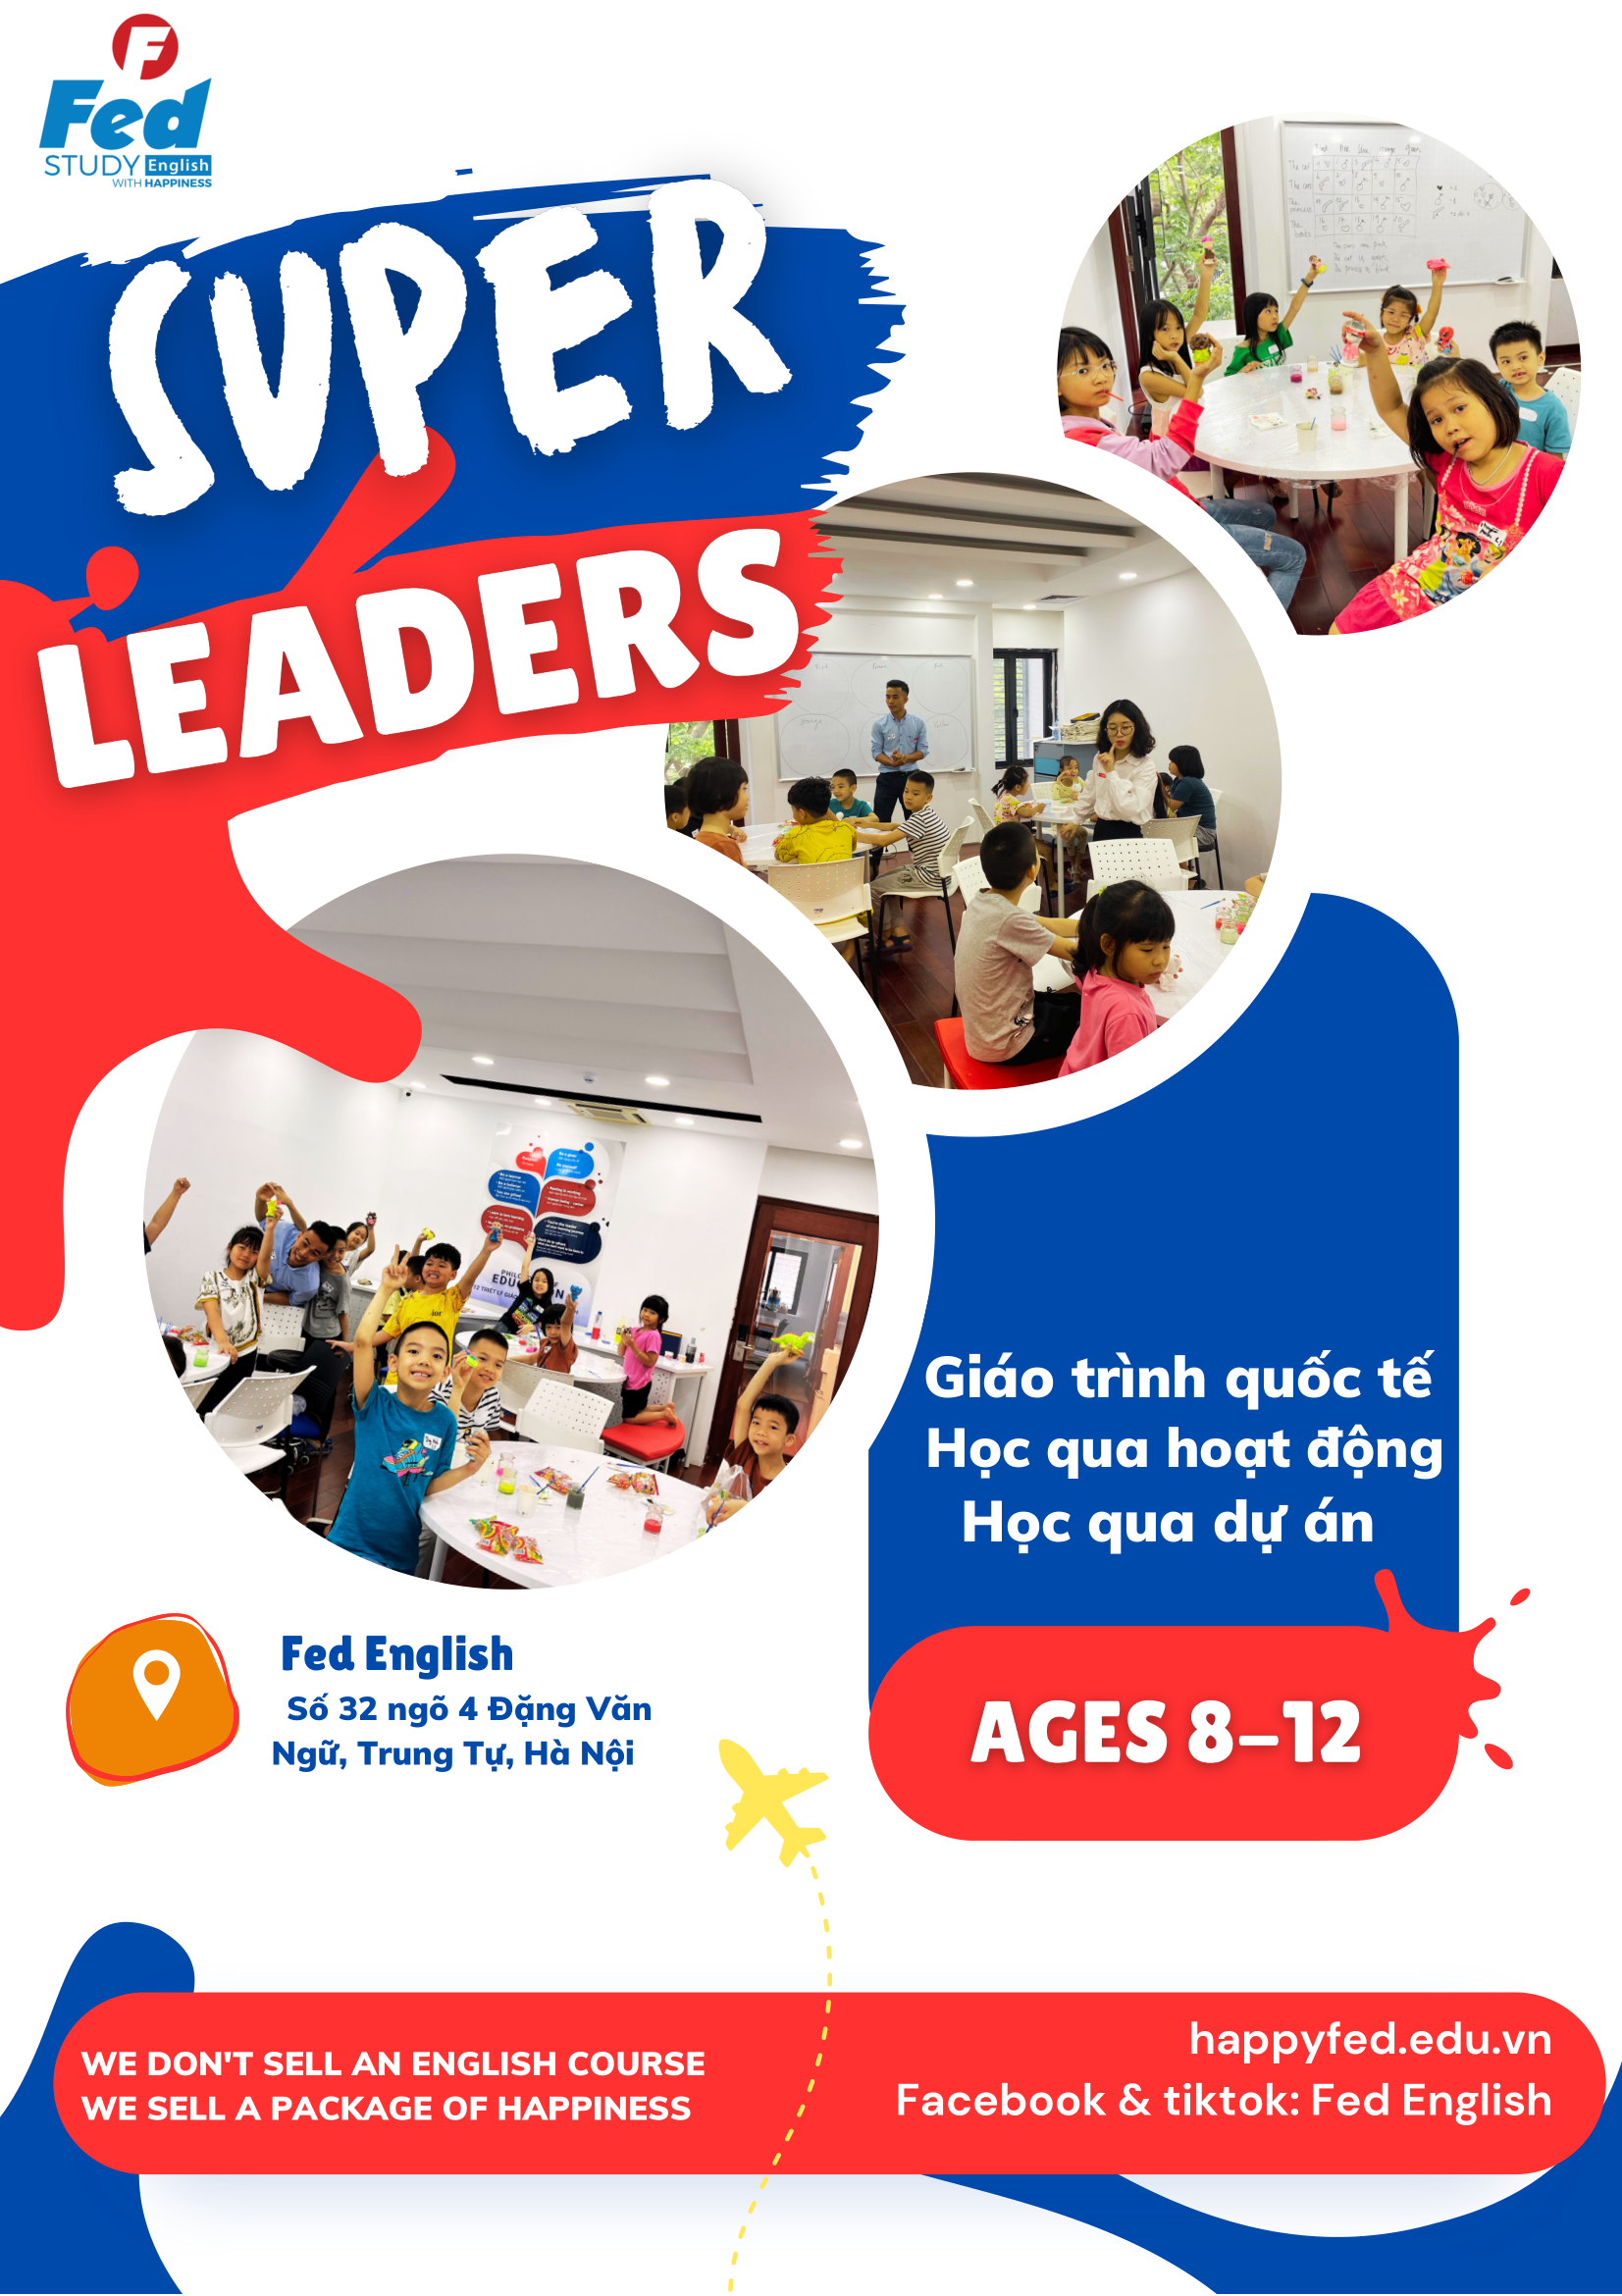 F
Fed
STUDY English
WITH HAPPINESS
SUPER
LEADERS
Giáo trình quốc tế
Học qua hoạt động
Học qua dự án
AGES 8-12
Fed English
Số 32 ngõ 4 Đặng Văn
Ngữ, Trung Tự, Hà Nội
WE DON'T SELL AN ENGLISH COURSE
WE SELL A PACKAGE OF HAPPINESS
happyfed.edu.vn
Facebook & tiktok: Fed English